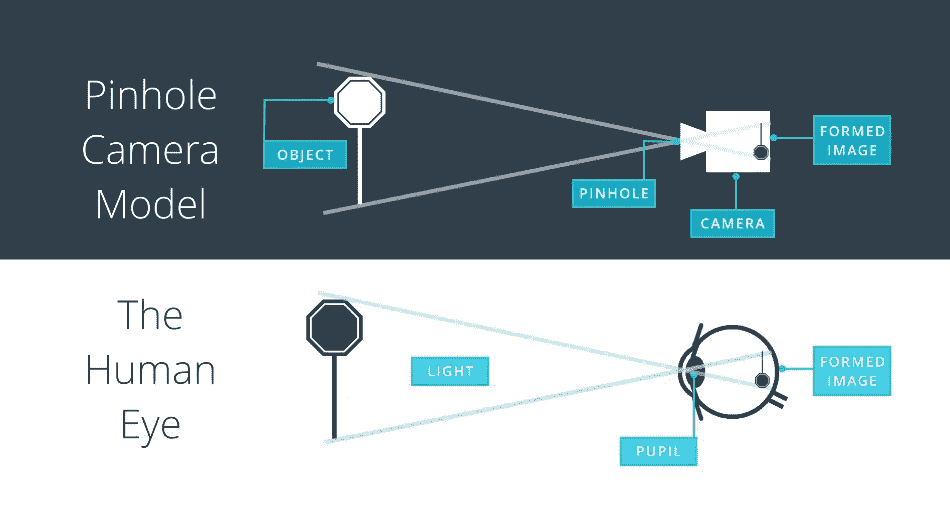 Pinhole
Camera
Model
OBJECT
PINHOLE
CAMERA
FORMED
IMAGE
The
Human
Eye
LIGHT
PUPIL
FORMED
IMAGE